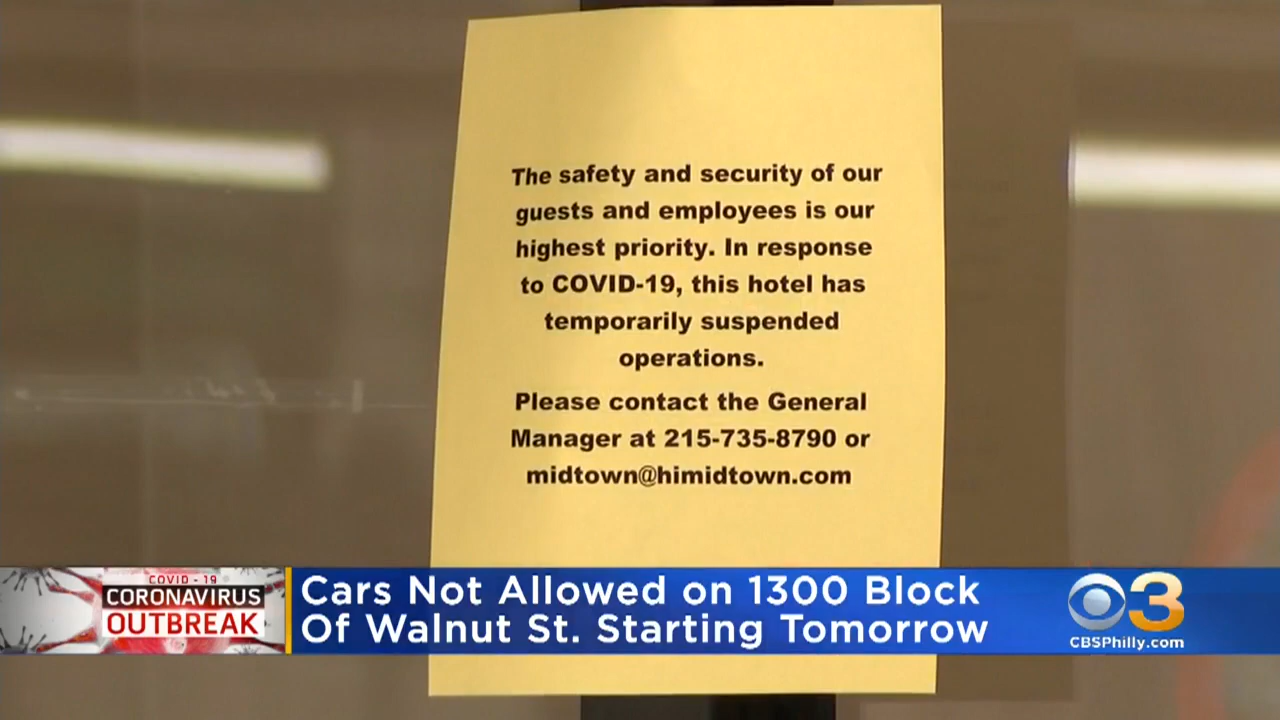 The safety and security of our
guests and employees is our
highest priority. In response
to COVID-19, this hotel has
temporarily suspended
operations.
Please contact the General
Manager at 215-735-8790 or
midtown@himidtown.com
COVID - 19
CORONAVIRUS
OUTBREAK
Cars Not Allowed on 1300 Block
Of Walnut St. Starting Tomorrow
3
CBSPhilly.com